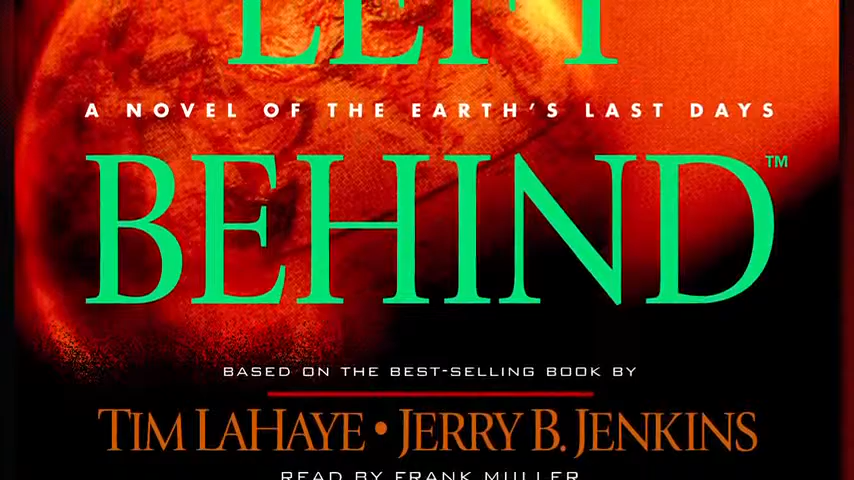 LEFT
A NOVEL OF THE EARTH'S LAST DAYS
BEHIND™
BASED ON THE BEST-SELLING BOOK BY
TIM LAHAYE • JERRY B. JENKINS
READ BY FRANK MULLER